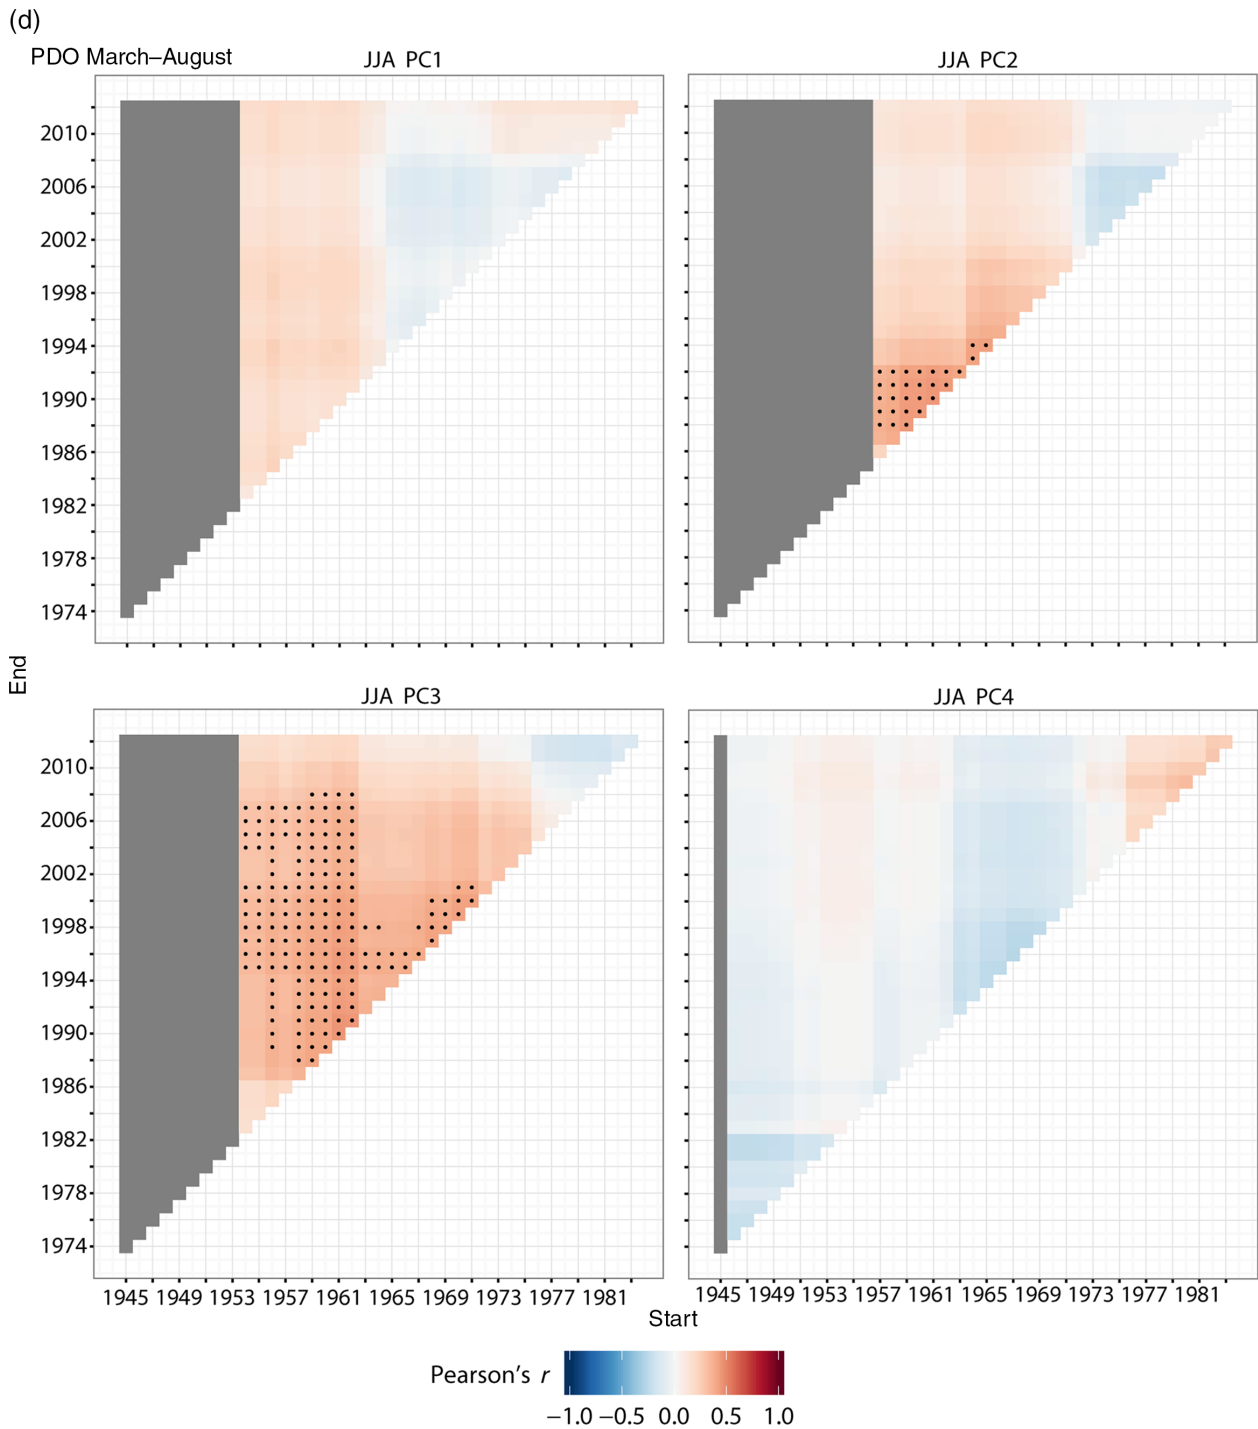 (d)
PDO March–August
JJA PC1
JJA PC2
2010
2006
2002
1998
1994
1990
1986
1982
1978
1974
End
JJA PC3
JJA PC4
2010
2006
2002
1998
1994
1990
1986
1982
1978
1974
1945 1949 1953 1957 1961 1965 1969 1973 1977 1981
1945 1949 1953 1957 1961 1965 1969 1973 1977 1981
Start
Pearson's r
−1.0 −0.5 0.0 0.5 1.0